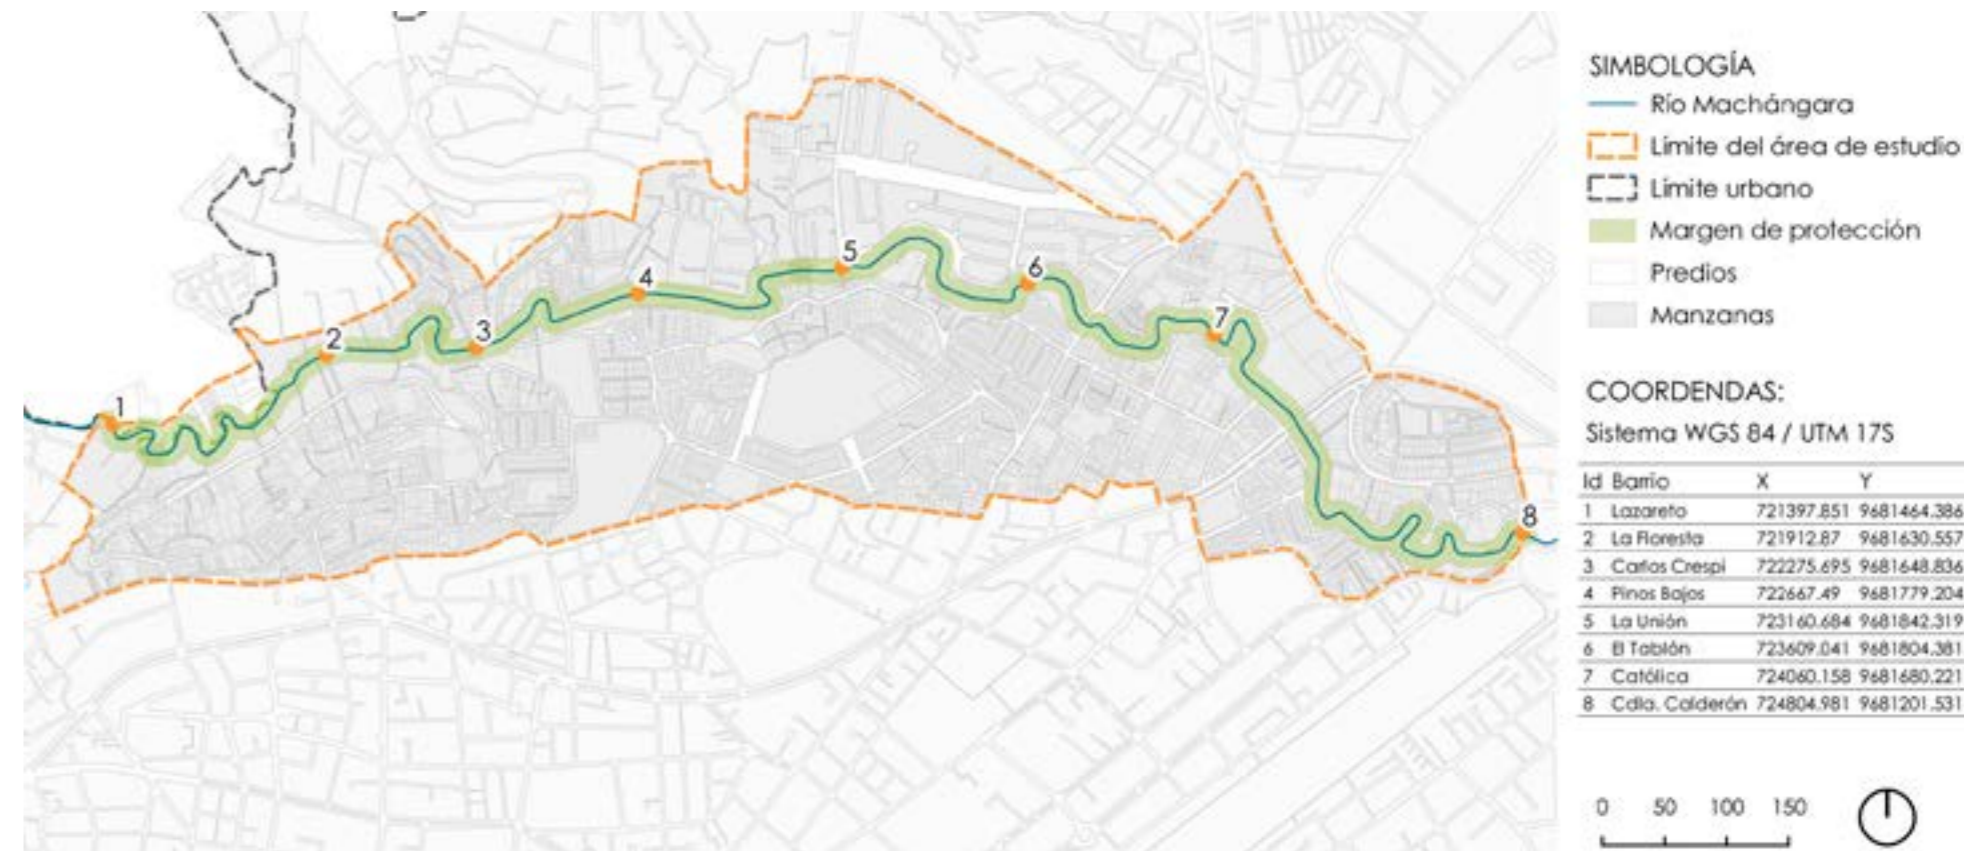 1
2
3
4
5
6
7
8
SIMBOLOGÍA
Río Machángara
Límite del área de estudio
Límite urbano
Margen de protección
Predios
Manzanas
COORDENDAS:
Sistema WGS 84 / UTM 17S
Id Barrio X Y
1 Lazareto 721397.851 9681464.386
2 La Floresta 721912.87 9681630.557
3 Carlos Crespi 722275.695 9681648.836
4 Pinos Bajos 722667.49 9681779.204
5 La Unión 723160.684 9681842.319
6 El Tablón 723609.041 9681804.381
7 Católica 724060.158 9681680.221
8 Cdla. Calderón 724804.981 9681201.531
0 50 100 150